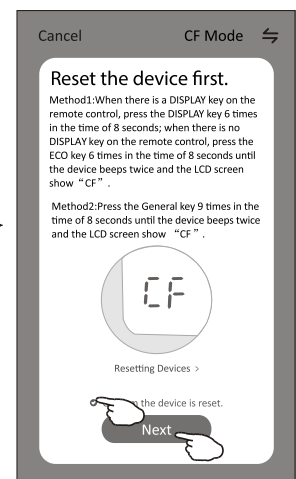 Cancel CF Mode
Reset the device first.
Method1:When there is a DISPLAY key on the
remote control, press the DISPLAY key 6 times
in the time of 8 seconds; when there is no
DISPLAY key on the remote control, press the
ECO key 6 times in the time of 8 seconds until
the device beeps twice and the LCD screen
show “CF”.
Method2:Press the General key 9 times in the
time of 8 seconds until the device beeps twice
and the LCD screen show “CF”.
CF
Resetting Devices >
the device is reset.
Next